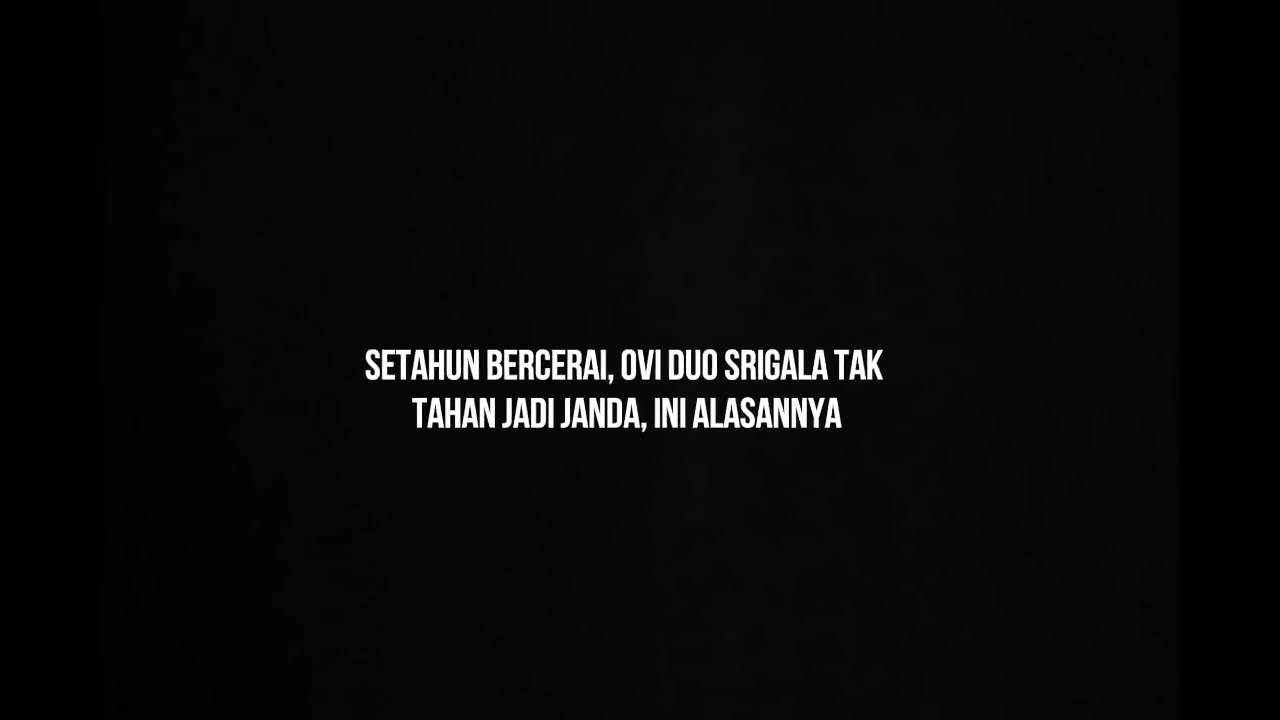 SETAHUN BERCERAI, OVI DUO SRIGALA TAK
TAHAN JADI JANDA, INI ALASANNYA